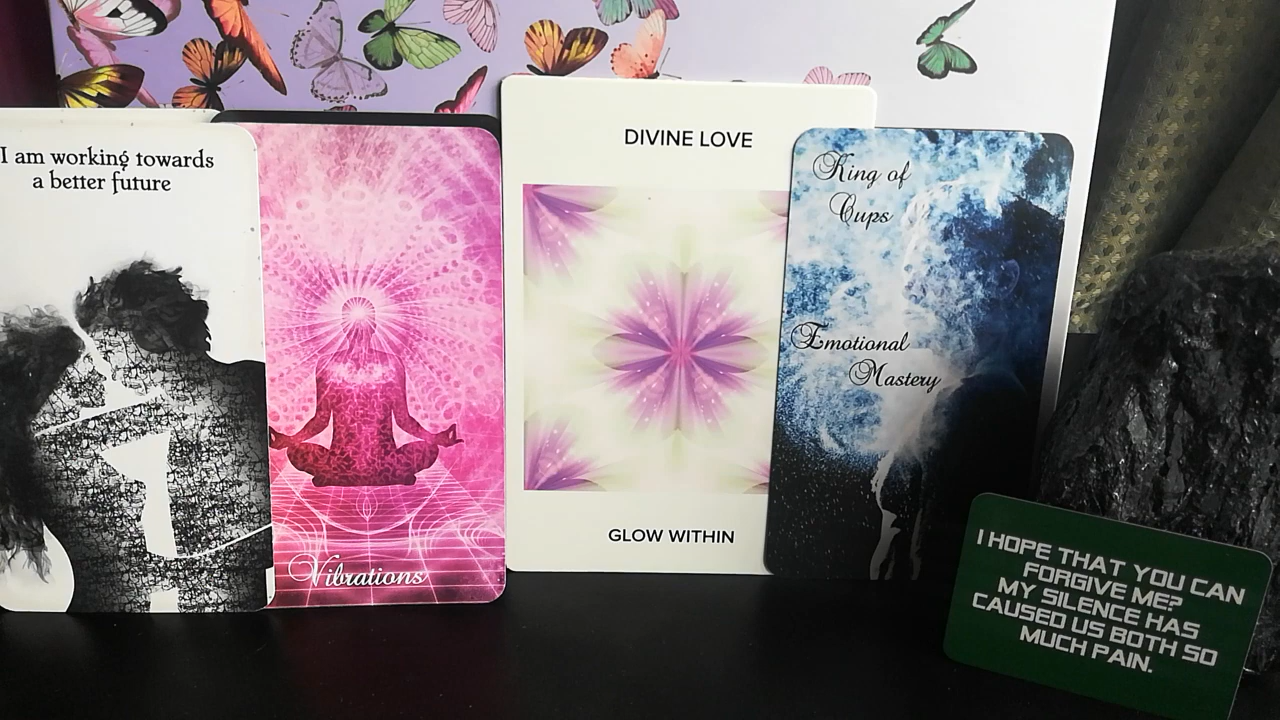 I am working towards
a better future
Vibrations
DIVINE LOVE
GLOW WITHIN
King of
Cups
Emotional
Mastery
I HOPE THAT YOU CAN
FORGIVE ME?
MY SILENCE HAS
CAUSED US BOTH SO
MUCH PAIN.